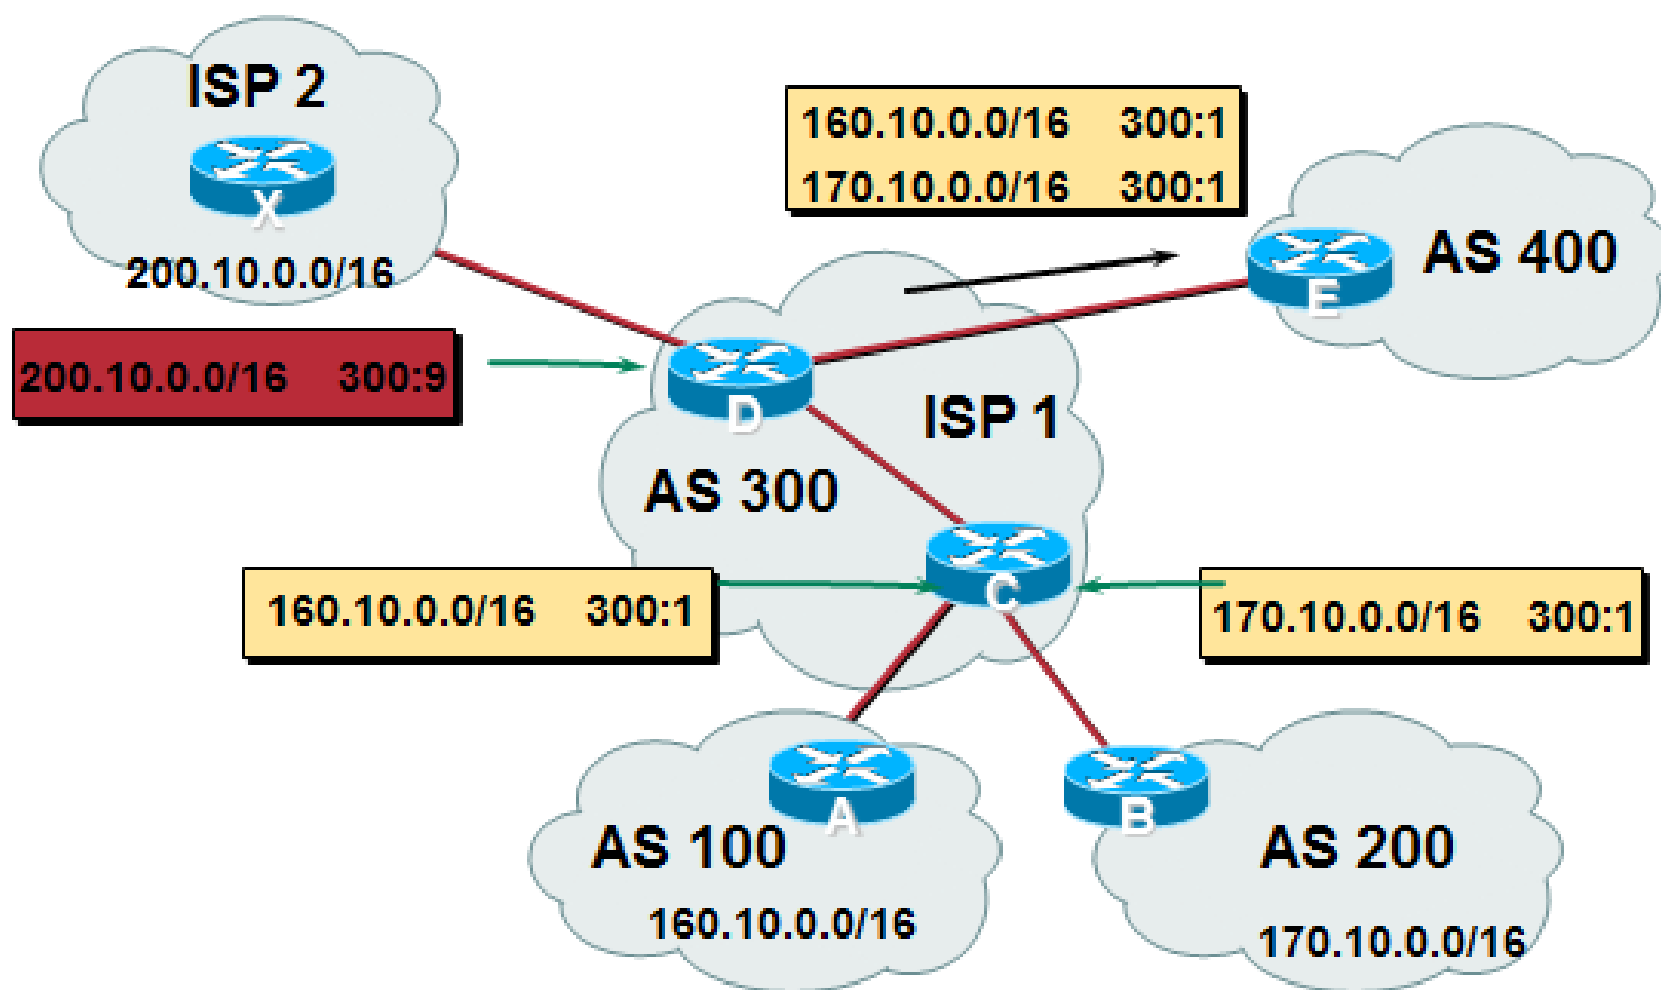 ISP 2
X
200.10.0.0/16
160.10.0.0/16 300:1
170.10.0.0/16 300:1
AS 400
E
200.10.0.0/16 300:9
D
ISP 1
AS 300
C
160.10.0.0/16 300:1
170.10.0.0/16 300:1
A
AS 100
160.10.0.0/16
B
AS 200
170.10.0.0/16